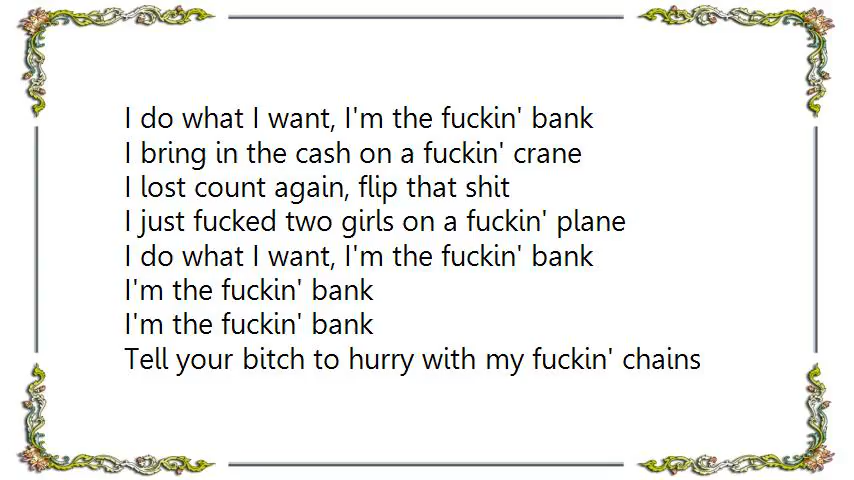 I do what I want, I'm the fuckin' bank
I bring in the cash on a fuckin' crane
I lost count again, flip that shit
I just fucked two girls on a fuckin' plane
I do what I want, I'm the fuckin' bank
I'm the fuckin' bank
I'm the fuckin' bank
Tell your bitch to hurry with my fuckin' chains